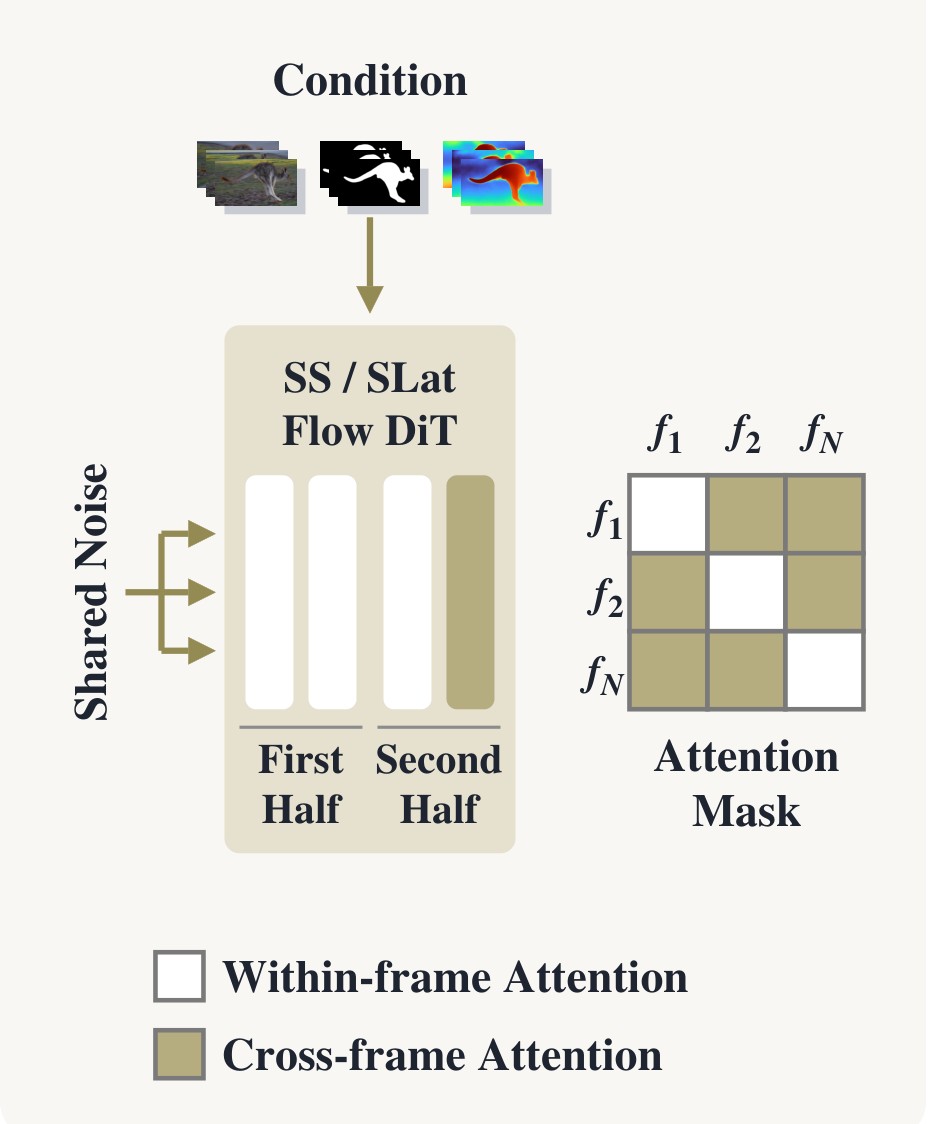 Condition
SS / SLat
Flow DiT
Shared Noise
First
Half
Second
Half
f1 f2 fN
f1
f2
fN
Attention
Mask
Within-frame Attention
Cross-frame Attention